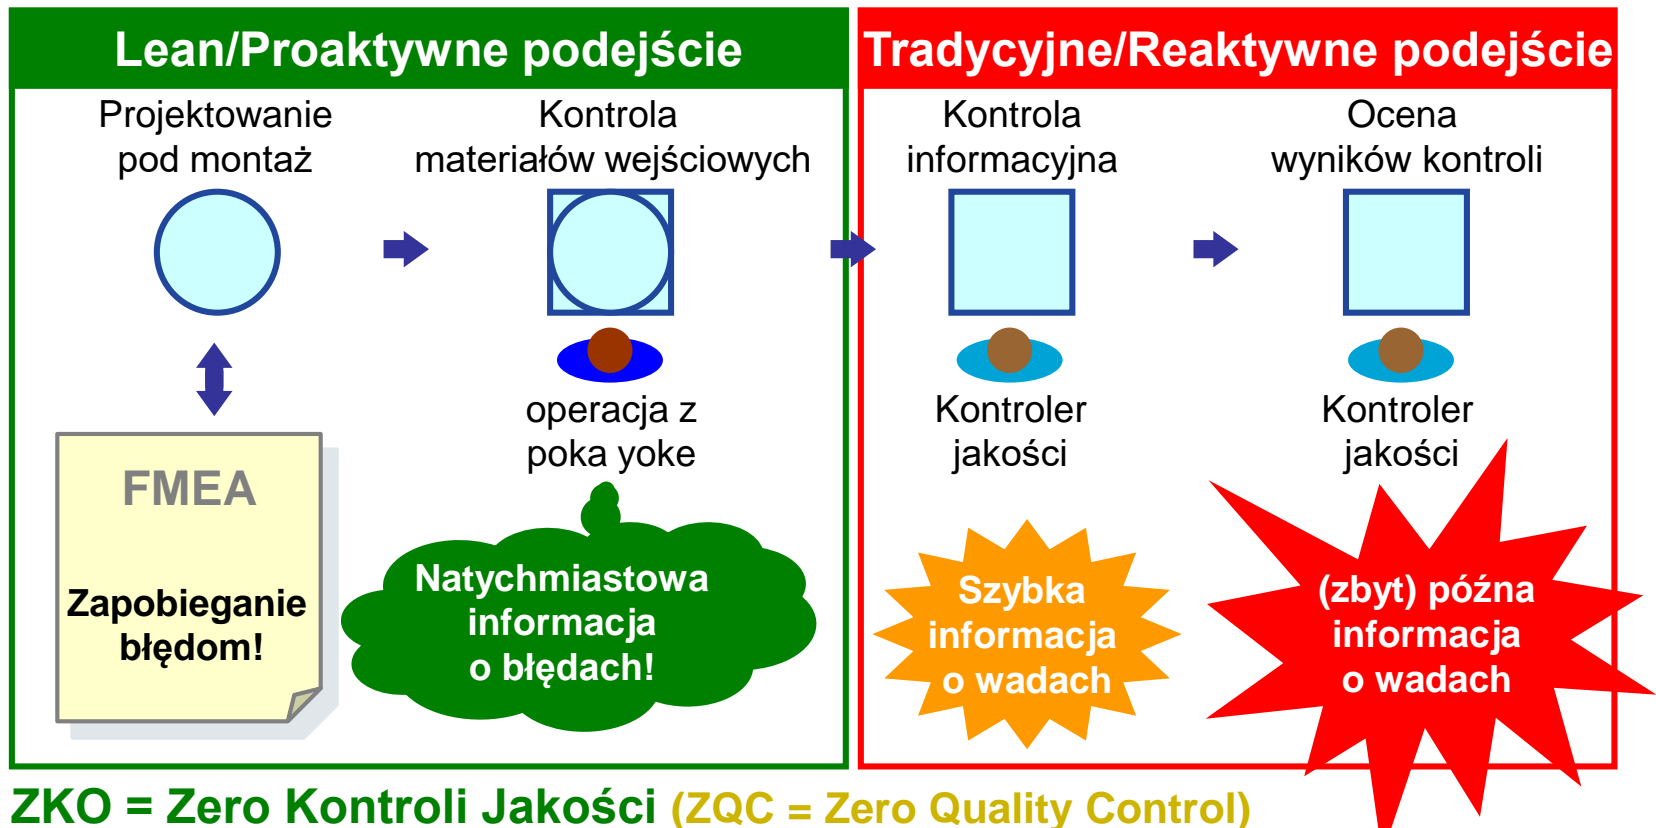 Lean/Proaktywne podejście
Tradycyjne/Reaktywne podejście
Projektowanie
pod montaż
Kontrola
materiałów wejściowych
Kontrola
informacyjna
Ocena
wyników kontroli
operacja z
poka yoke
Kontroler
jakości
Kontroler
jakości
FMEA
Zapobieganie
błędom!
Natychmiastowa
informacja
o błędach!
Szybka
informacja
o wadach
(zbyt) późna
informacja
o wadach
ZKO = Zero Kontroli Jakości (ZQC = Zero Quality Control)